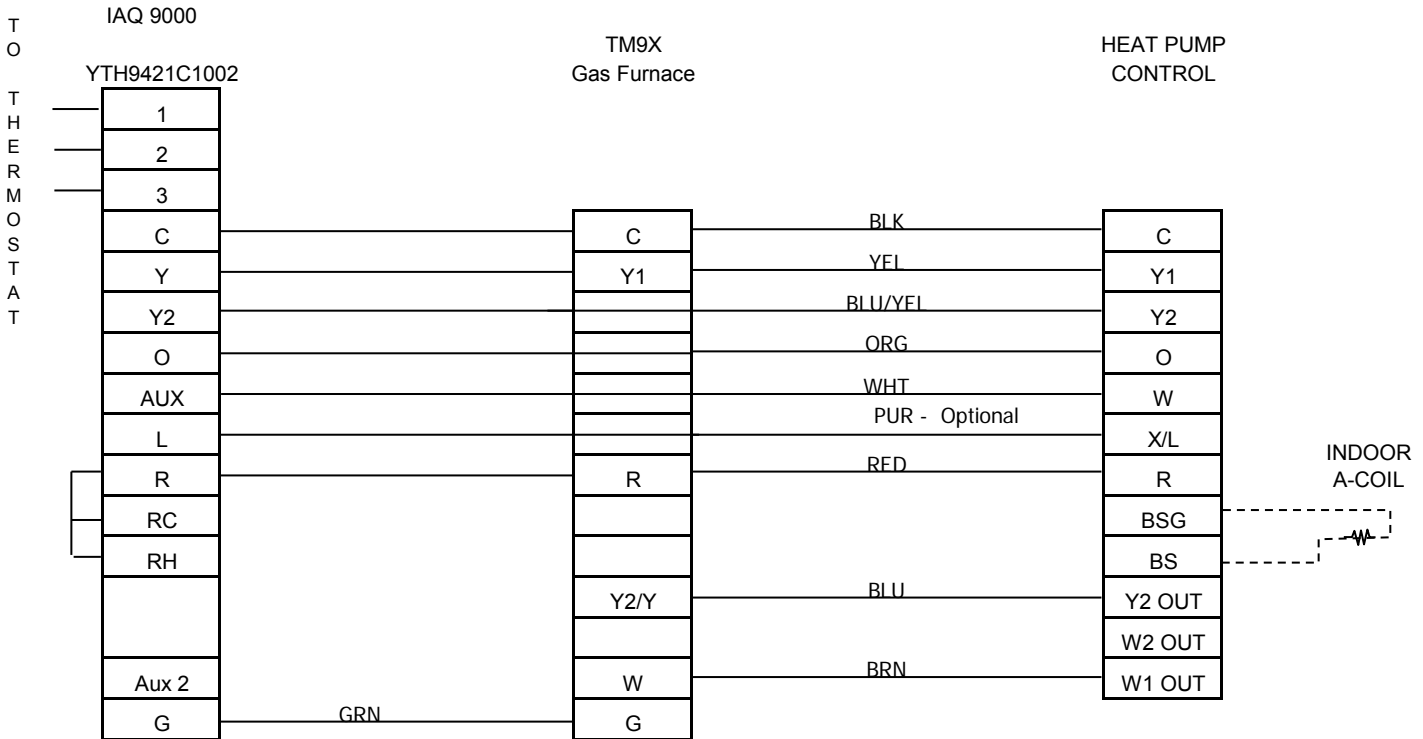 TO THERMOSTAT
IAQ 9000
YTH9421C1002
1
2
3
C
Y
Y2
O
AUX
L
R
RC
RH
Aux 2
G
GRN
TM9X
Gas Furnace
C
Y1
R
Y2/Y
W
G
BLK
YEL
BLU/YEL
ORG
WHT
PUR - Optional
RED
BLU
BRN
HEAT PUMP
CONTROL
C
Y1
Y2
O
W
X/L
R
BSG
BS
Y2 OUT
W2 OUT
W1 OUT
INDOOR
A-COIL